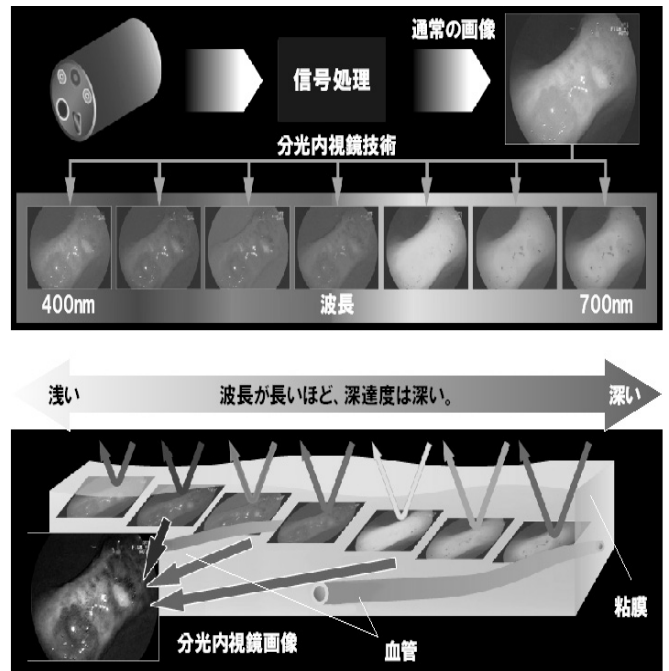 通常の画像
信号処理
分光内視鏡技術
400nm
波長
700nm
浅い
波長が長いほど、深達度は深い。
深い
粘膜
分光内視鏡画像
血管